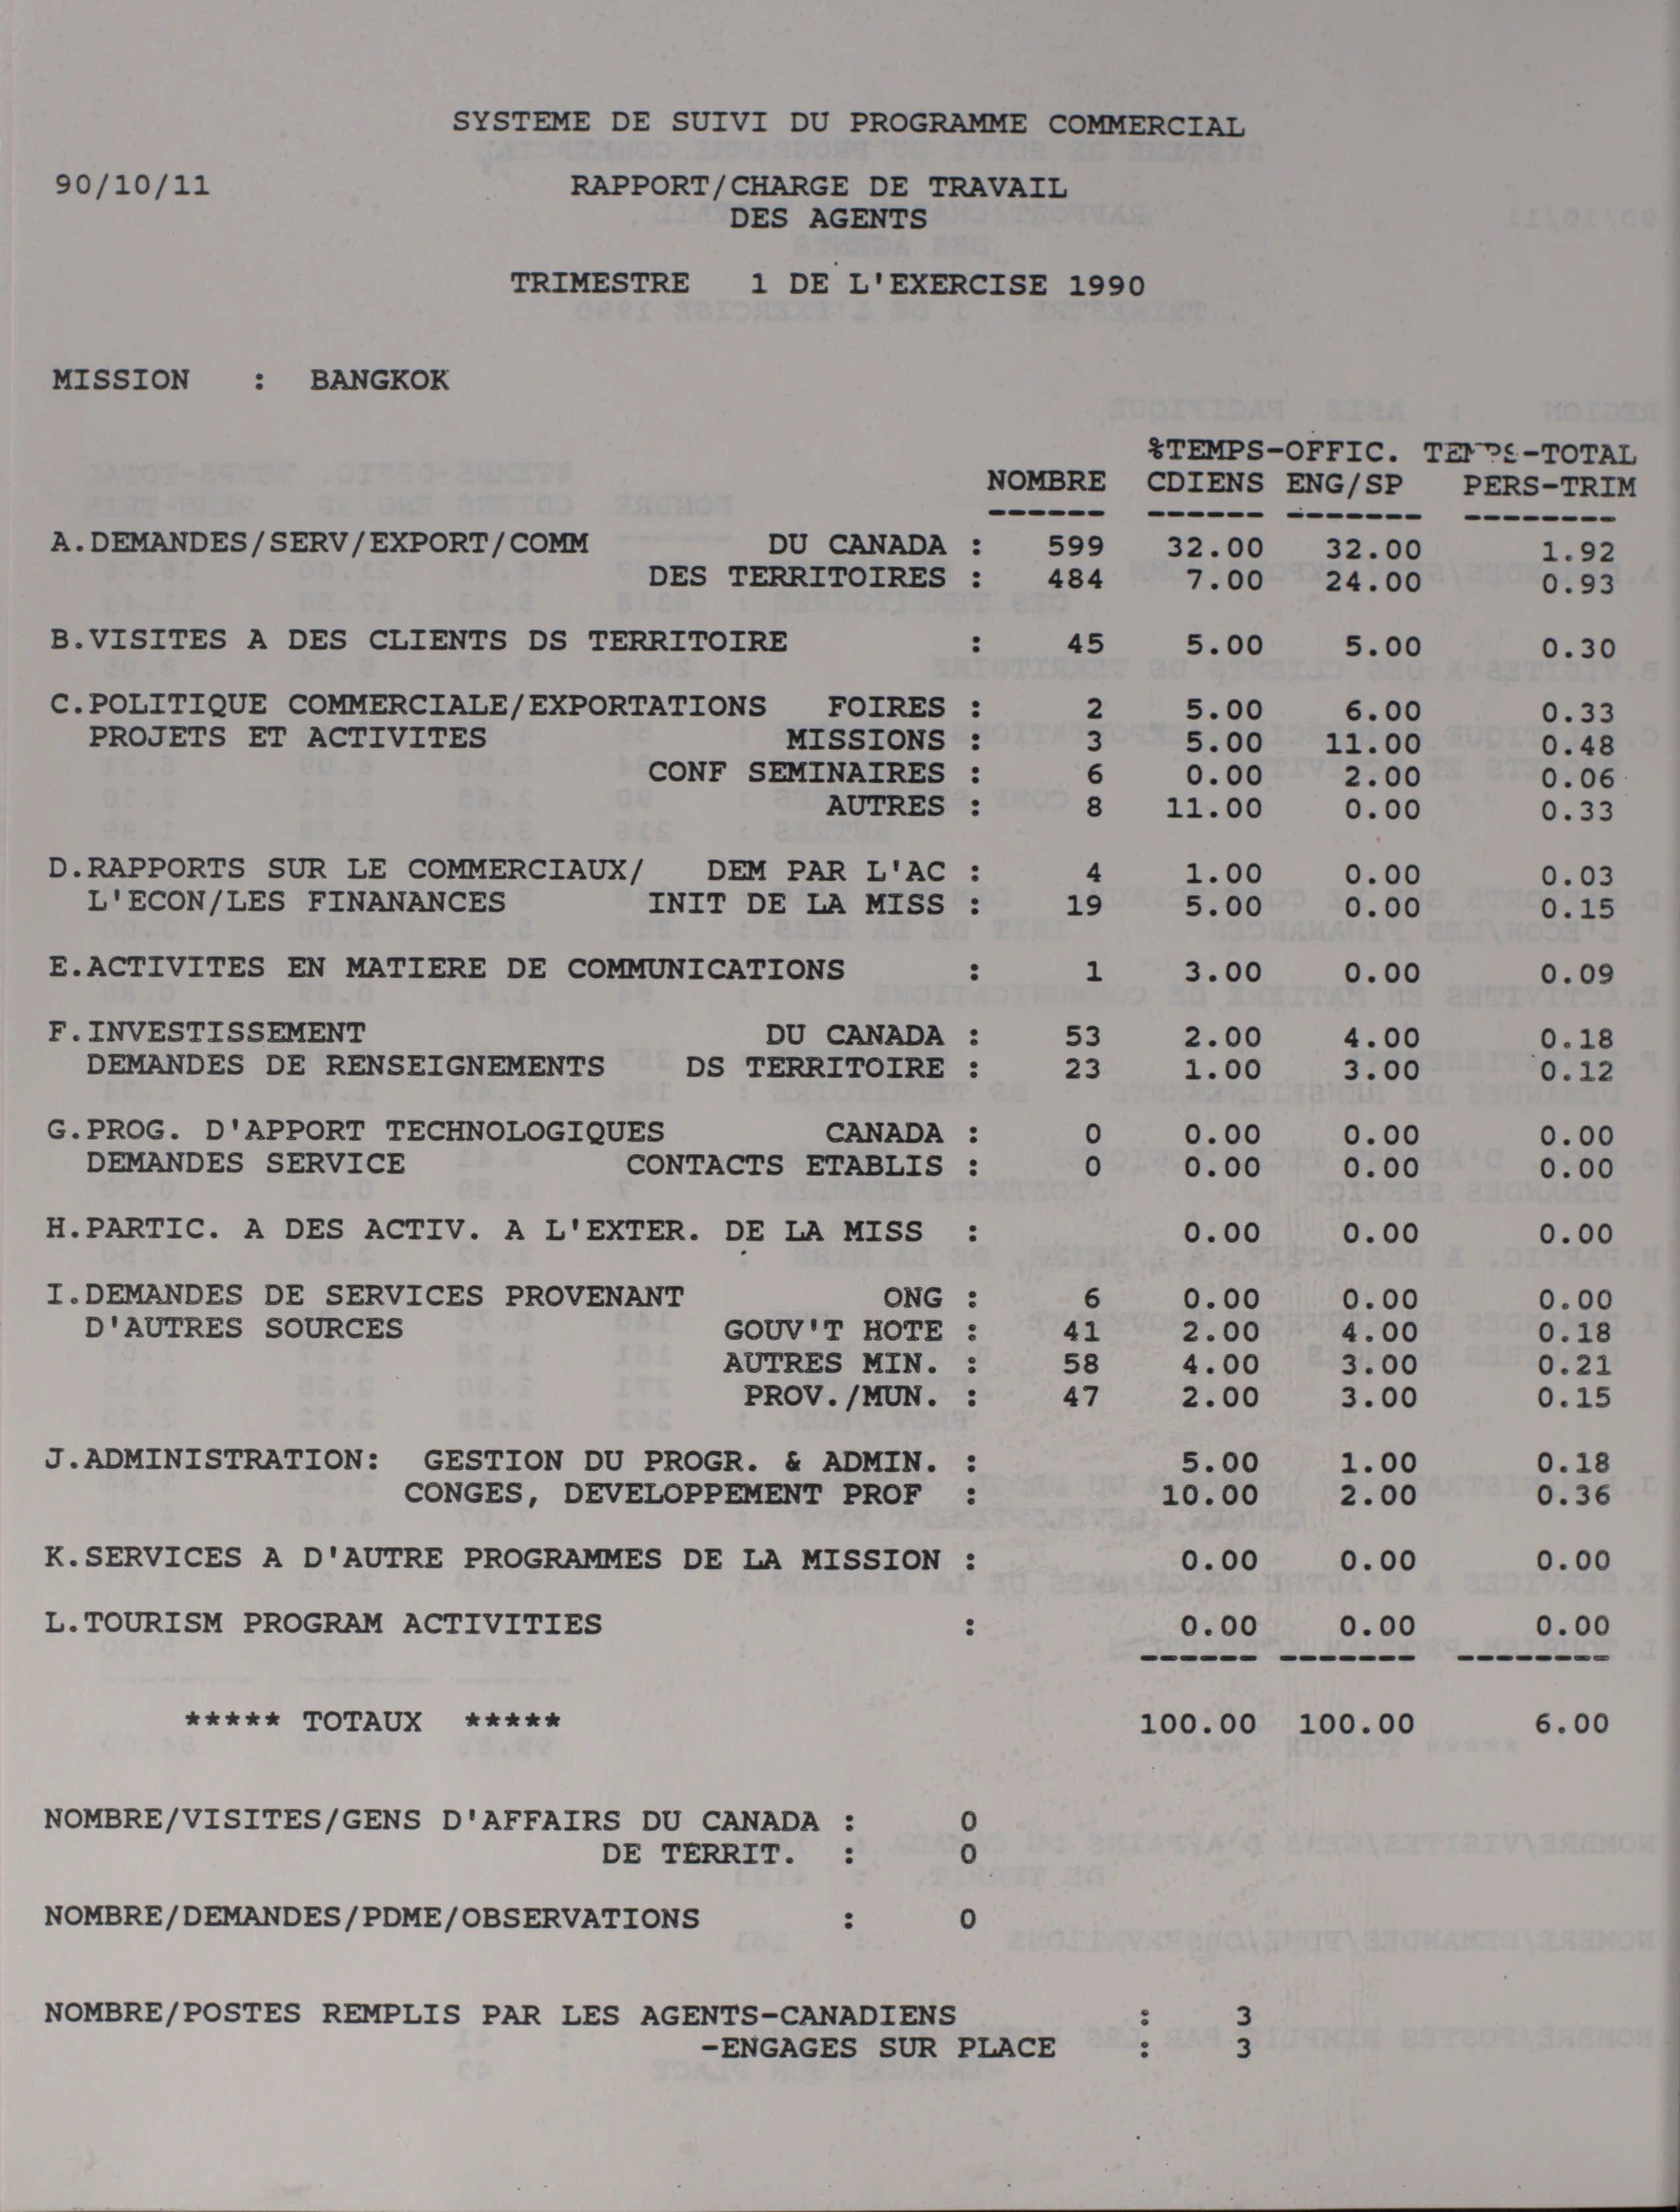 SYSTEME DE SUIVI DU PROGRAMME COMMERCIAL
90/10/11 RAPPORT/CHARGE DE TRAVAIL
DES AGENTS
TRIMESTRE 1 DE L'EXERCISE 1990
MISSION : BANGKOK
%TEMPS-OFFIC. TEMPS-TOTAL
NOMBRE CDIENS ENG/SP PERS-TRIM
------ ------ ------- --------
A.DEMANDES/SERV/EXPORT/COMM DU CANADA : 599 32.00 32.00 1.92
DES TERRITOIRES : 484 7.00 24.00 0.93
B.VISITES A DES CLIENTS DS TERRITOIRE : 45 5.00 5.00 0.30
C.POLITIQUE COMMERCIALE/EXPORTATIONS FOIRES : 2 5.00 6.00 0.33
PROJETS ET ACTIVITES MISSIONS : 3 5.00 11.00 0.48
CONF SEMINAIRES : 6 0.00 2.00 0.06
AUTRES : 8 11.00 0.00 0.33
D.RAPPORTS SUR LE COMMERCIAUX/ DEM PAR L'AC : 4 1.00 0.00 0.03
L'ECON/LES FINANANCES INIT DE LA MISS : 19 5.00 0.00 0.15
E.ACTIVITES EN MATIERE DE COMMUNICATIONS : 1 3.00 0.00 0.09
F.INVESTISSEMENT DU CANADA : 53 2.00 4.00 0.18
DEMANDES DE RENSEIGNEMENTS DS TERRITOIRE : 23 1.00 3.00 0.12
G.PROG. D'APPORT TECHNOLOGIQUES CANADA : 0 0.00 0.00 0.00
DEMANDES SERVICE CONTACTS ETABLIS : 0 0.00 0.00 0.00
H.PARTIC. A DES ACTIV. A L'EXTER. DE LA MISS : 0.00 0.00 0.00
I.DEMANDES DE SERVICES PROVENANT ONG : 6 0.00 0.00 0.00
D'AUTRES SOURCES GOUV'T HOTE : 41 2.00 4.00 0.18
AUTRES MIN. : 58 4.00 3.00 0.21
PROV./MUN. : 47 2.00 3.00 0.15
J.ADMINISTRATION: GESTION DU PROGR. & ADMIN. : 5.00 1.00 0.18
CONGES, DEVELOPPEMENT PROF : 10.00 2.00 0.36
K.SERVICES A D'AUTRE PROGRAMMES DE LA MISSION : 0.00 0.00 0.00
L.TOURISM PROGRAM ACTIVITIES : 0.00 0.00 0.00
------ ------- --------
***** TOTAUX ***** 100.00 100.00 6.00
NOMBRE/VISITES/GENS D'AFFAIRS DU CANADA : 0
DE TERRIT. : 0
NOMBRE/DEMANDES/PDME/OBSERVATIONS : 0
NOMBRE/POSTES REMPLIS PAR LES AGENTS-CANADIENS : 3
-ENGAGES SUR PLACE : 3